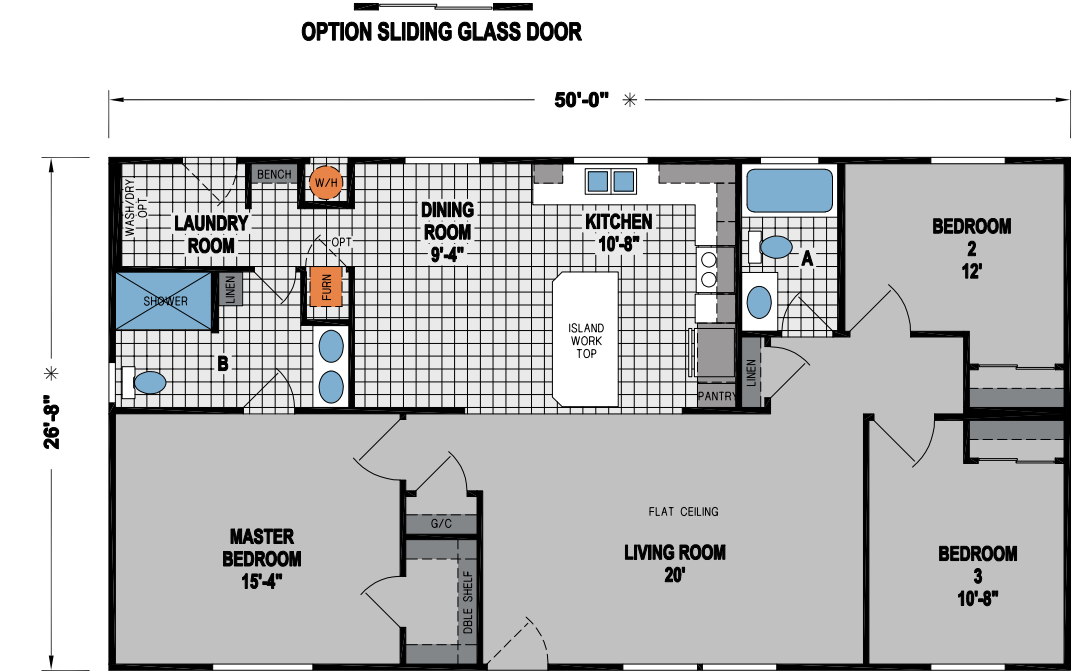 OPTION SLIDING GLASS DOOR
50'-0" ✳
26'-8" ✳
WASH/DRY
OPT
LAUNDRY
ROOM
BENCH
W/H
OPT
FURN
LINEN
SHOWER
B
DINING
ROOM
9'-4"
KITCHEN
10'-8"
ISLAND
WORK
TOP
PANTRY
LINEN
A
BEDROOM
2
12'
MASTER
BEDROOM
15'-4"
G/C
DBLE SHELF
FLAT CEILING
LIVING ROOM
20'
BEDROOM
3
10'-8"